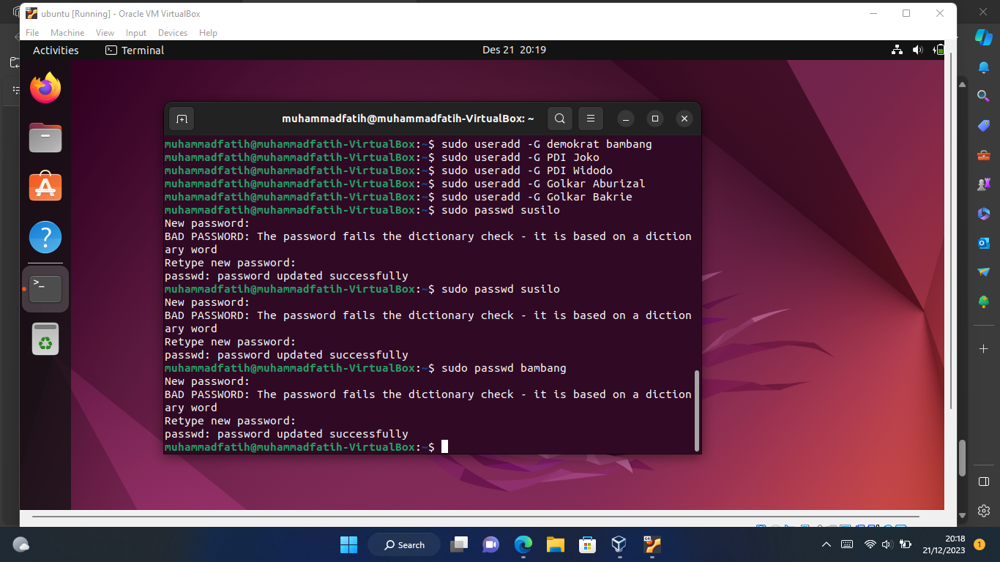 ubuntu [Running] - Oracle VM VirtualBox
File Machine View Input Devices Help
Activities Terminal Des 21 20:19
muhammadfatih@muhammadfatih-VirtualBox: ~
muhammadfatih@muhammadfatih-VirtualBox:~$ sudo useradd -G demokrat bambang
muhammadfatih@muhammadfatih-VirtualBox:~$ sudo useradd -G PDI Joko
muhammadfatih@muhammadfatih-VirtualBox:~$ sudo useradd -G PDI Widodo
muhammadfatih@muhammadfatih-VirtualBox:~$ sudo useradd -G Golkar Aburizal
muhammadfatih@muhammadfatih-VirtualBox:~$ sudo useradd -G Golkar Bakrie
muhammadfatih@muhammadfatih-VirtualBox:~$ sudo passwd susilo
New password:
BAD PASSWORD: The password fails the dictionary check - it is based on a diction
ary word
Retype new password:
passwd: password updated successfully
muhammadfatih@muhammadfatih-VirtualBox:~$ sudo passwd susilo
New password:
BAD PASSWORD: The password fails the dictionary check - it is based on a diction
ary word
Retype new password:
passwd: password updated successfully
muhammadfatih@muhammadfatih-VirtualBox:~$ sudo passwd bambang
New password:
BAD PASSWORD: The password fails the dictionary check - it is based on a diction
ary word
Retype new password:
passwd: password updated successfully
muhammadfatih@muhammadfatih-VirtualBox:~$
Search
20:18
21/12/2023
1